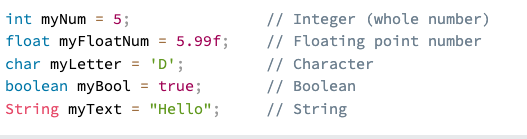 int myNum = 5;               // Integer (whole number)
float myFloatNum = 5.99f;    // Floating point number
char myLetter = 'D';         // Character
boolean myBool = true;       // Boolean
String myText = "Hello";     // String